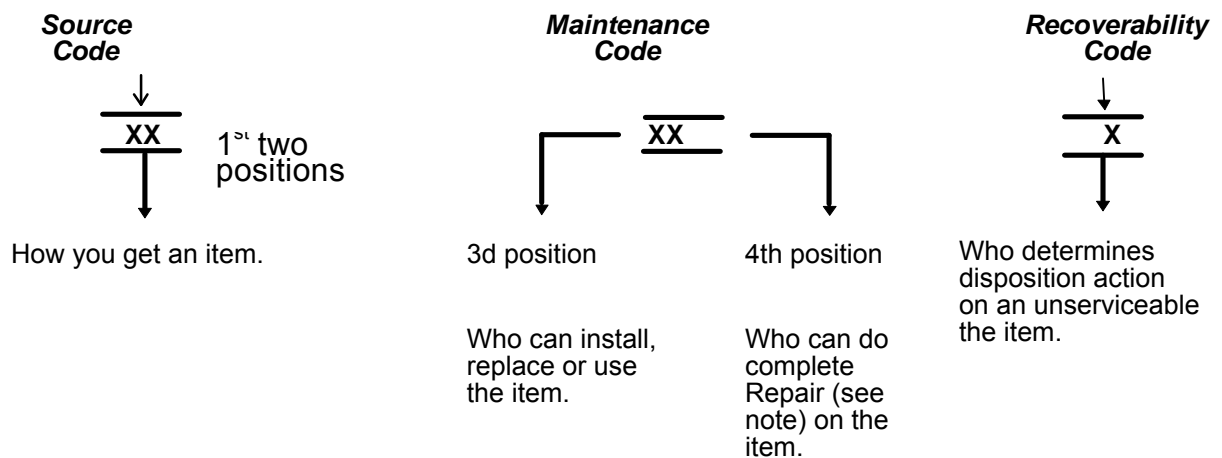 Source
Code
XX
1st two
positions
How you get an item.
Maintenance
Code
XX
3d position
Who can install,
replace or use
the item.
4th position
Who can do
complete
Repair (see
note) on the
item.
Recoverability
Code
X
Who determines
disposition action
on an unserviceable
the item.